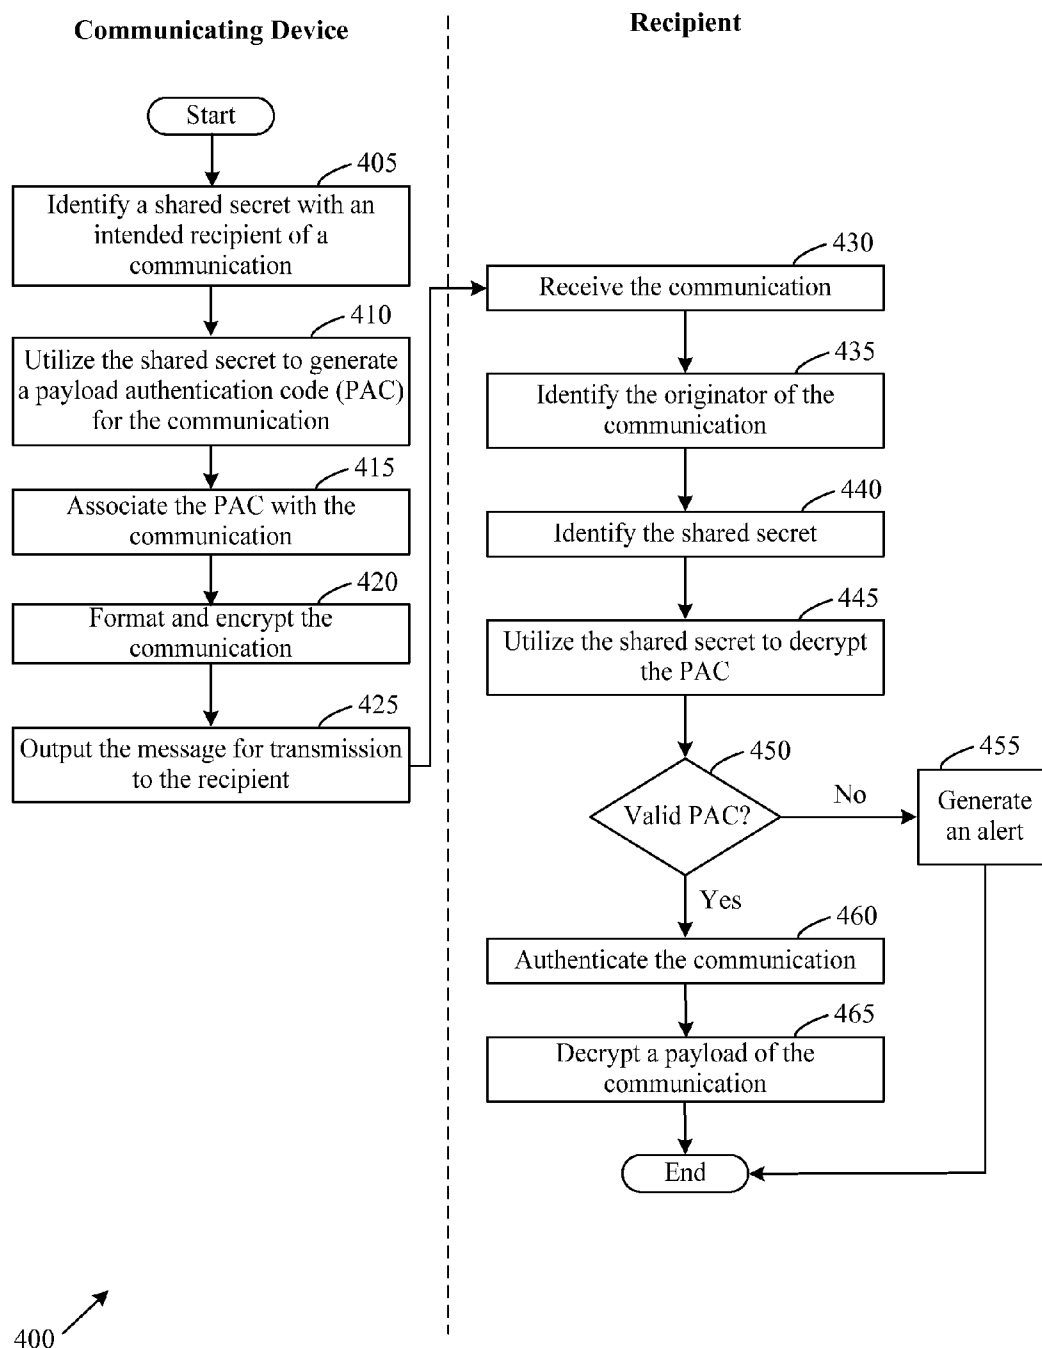 Communicating Device
Start
405
Identify a shared secret with an
intended recipient of a
communication
410
Utilize the shared secret to generate
a payload authentication code (PAC)
for the communication
415
Associate the PAC with the
communication
420
Format and encrypt the
communication
425
Output the message for transmission
to the recipient
Recipient
430
Receive the communication
435
Identify the originator of the
communication
440
Identify the shared secret
445
Utilize the shared secret to decrypt
the PAC
450
Valid PAC?
No
455
Generate
an alert
Yes
460
Authenticate the communication
465
Decrypt a payload of the
communication
End
400